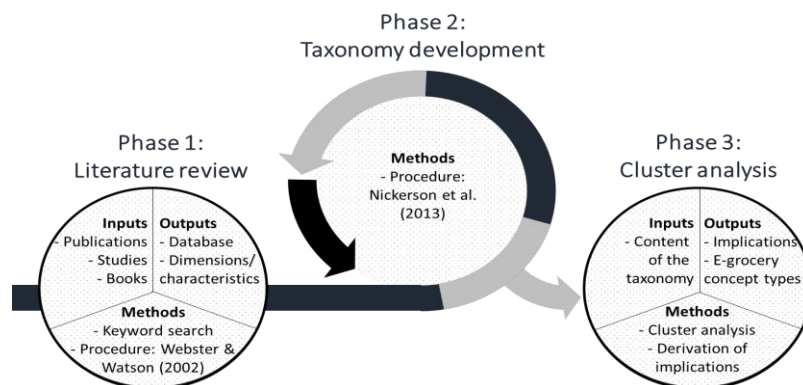 Phase 2:
Taxonomy development
Methods
- Procedure:
Nickerson et al.
(2013)
Phase 1:
Literature review
Inputs
- Publications
- Studies
- Books
Outputs
- Database
- Dimensions/
characteristics
Methods
- Keyword search
- Procedure: Webster &
Watson (2002)
Phase 3:
Cluster analysis
Inputs
- Content
of the
taxonomy
Outputs
- Implications
- E-grocery
concept types
Methods
- Cluster analysis
- Derivation of
implications